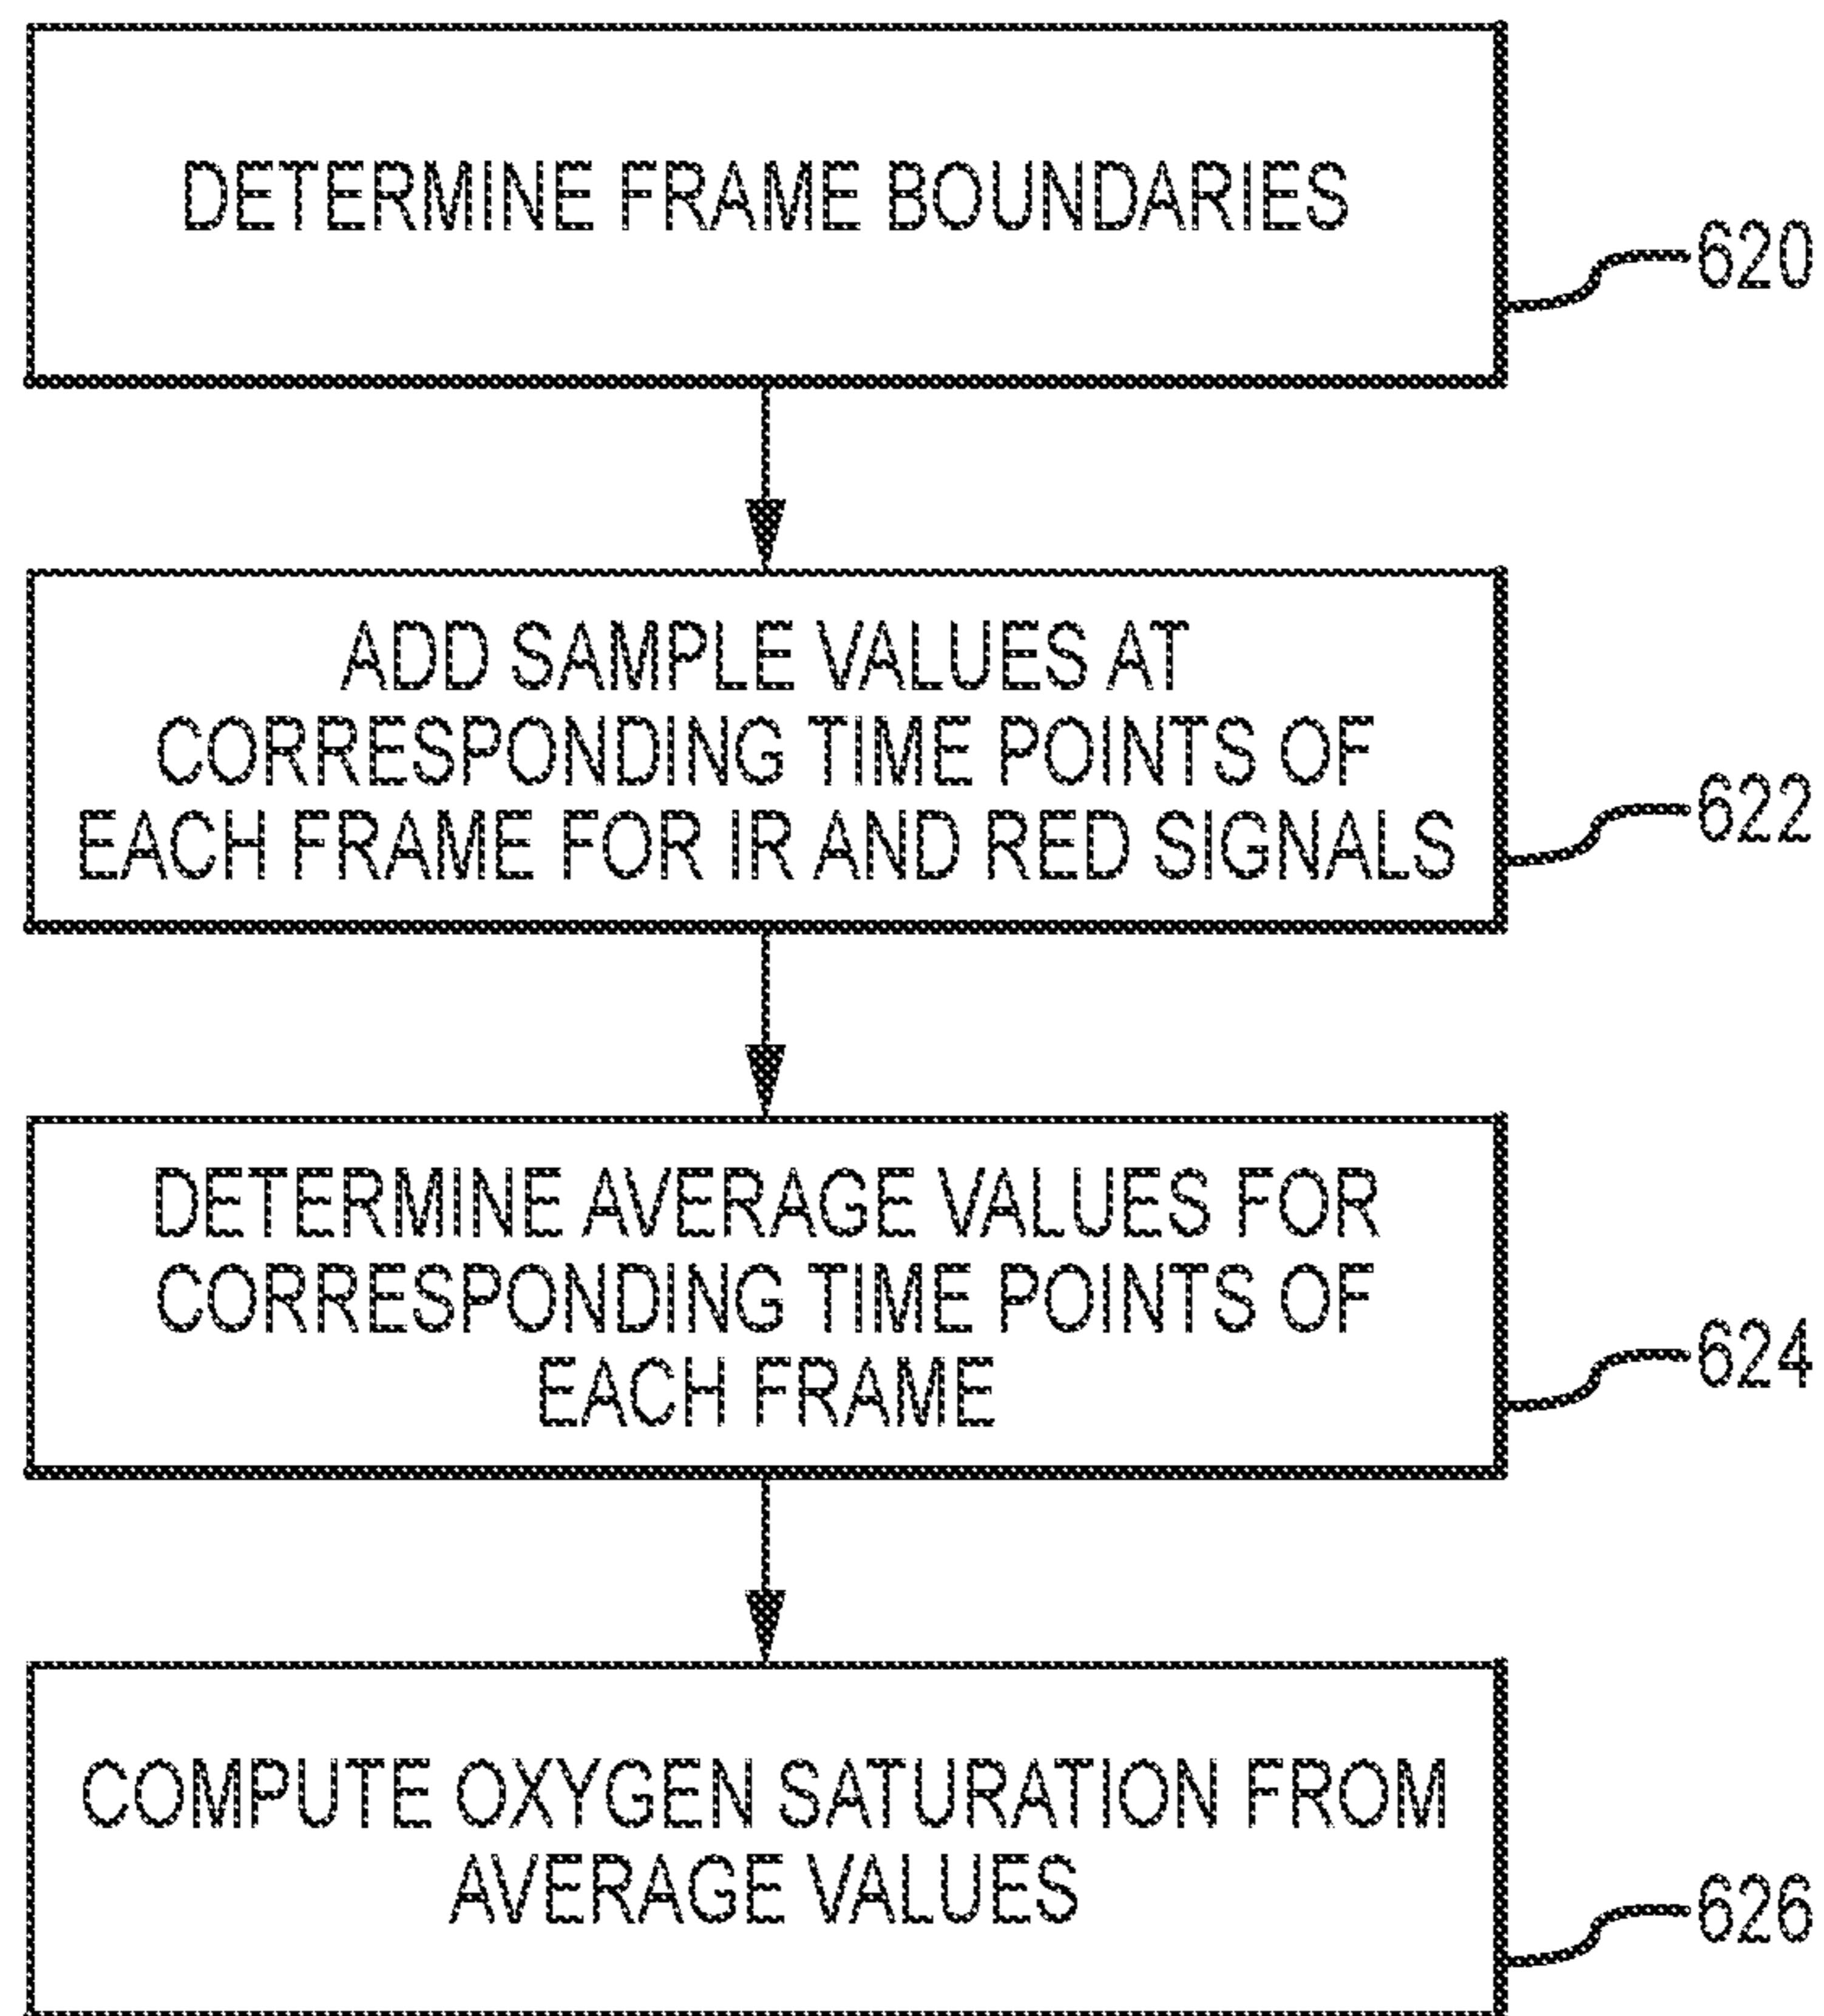 DETERMINE FRAME BOUNDARIES
620
ADD SAMPLE VALUES AT
CORRESPONDING TIME POINTS OF
EACH FRAME FOR IR AND RED SIGNALS
622
DETERMINE AVERAGE VALUES FOR
CORRESPONDING TIME POINTS OF
EACH FRAME
624
COMPUTE OXYGEN SATURATION FROM
AVERAGE VALUES
626